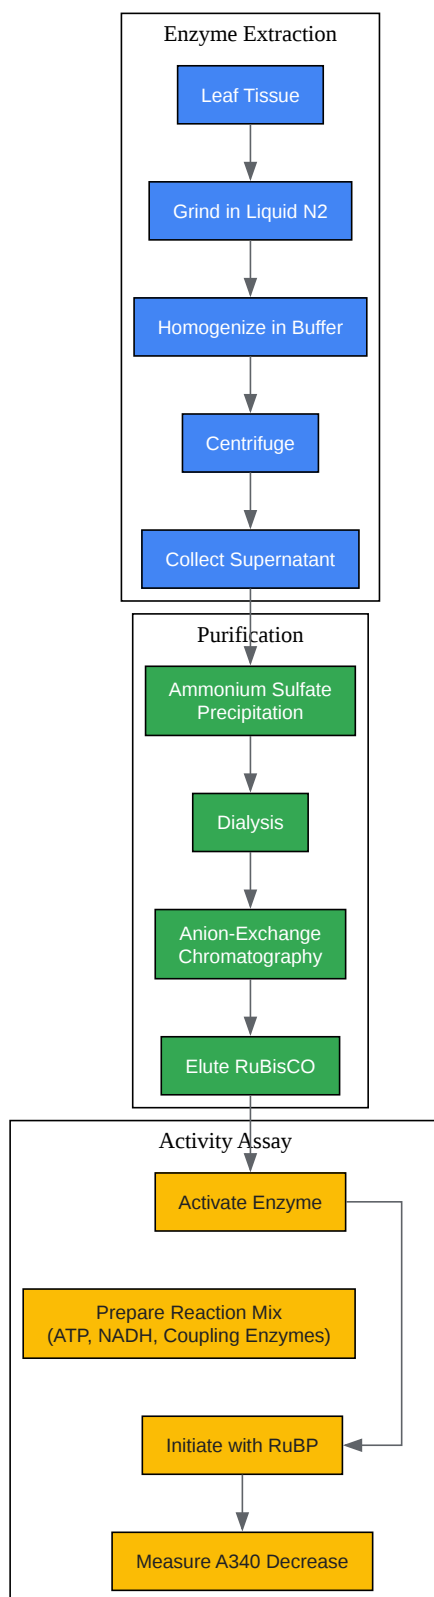 Enzyme Extraction
Leaf Tissue
Grind in Liquid N2
Homogenize in Buffer
Centrifuge
Collect Supernatant
Purification
Ammonium Sulfate
Precipitation
Dialysis
Anion-Exchange
Chromatography
Elute RuBisCO
Activity Assay
Activate Enzyme
Prepare Reaction Mix
(ATP, NADH, Coupling Enzymes)
Initiate with RuBP
Measure A340 Decrease